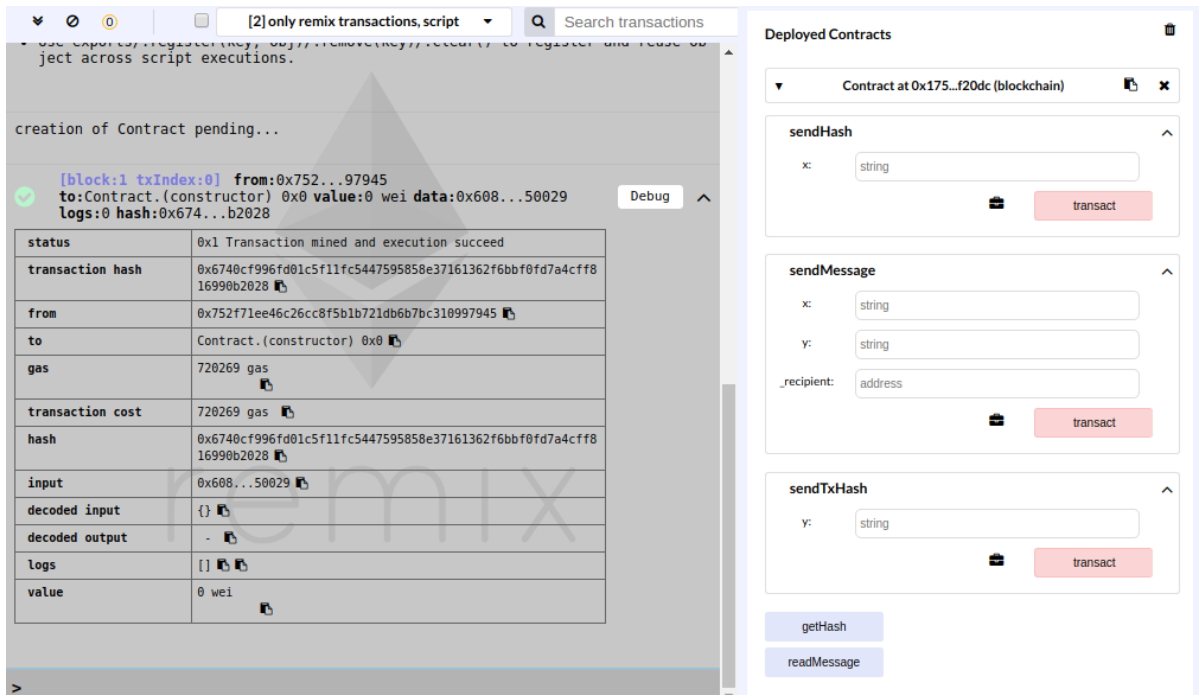 0
[2] only remix transactions, script
Search transactions
use exports/.register(key, obj)/.remove(key)/.clear() to register and reuse ob
ject across script executions.
creation of Contract pending...
[block:1 txIndex:0] from:0x752...97945
to:Contract.(constructor) 0x0 value:0 wei data:0x608...50029
logs:0 hash:0x674...b2028
Debug
status 0x1 Transaction mined and execution succeed
transaction hash 0x6740cf996fd01c5f11fc5447595858e37161362f6bbf0fd7a4cff8
16990b2028
from 0x752f71ee46c26cc8f5b1b721db6b7bc310997945
to Contract.(constructor) 0x0
gas 720269 gas
transaction cost 720269 gas
hash 0x6740cf996fd01c5f11fc5447595858e37161362f6bbf0fd7a4cff8
16990b2028
input 0x608...50029
decoded input {}
decoded output -
logs []
value 0 wei
remix
>
Deployed Contracts
Contract at 0x175...f20dc (blockchain)
sendHash
x: string
transact
sendMessage
x: string
y: string
_recipient: address
transact
sendTxHash
y: string
transact
getHash
readMessage